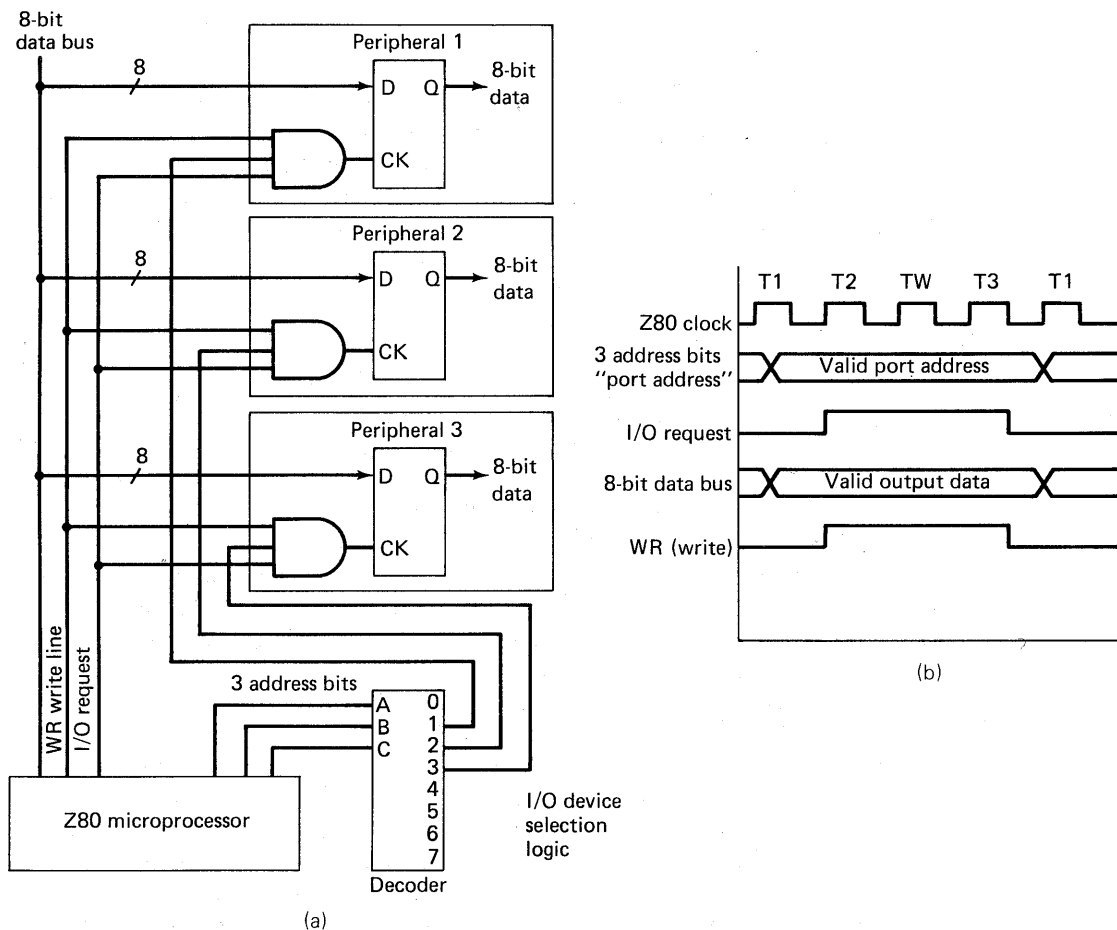 8-bit
data bus
8
Peripheral 1
D Q
8-bit
data
CK
8
Peripheral 2
D Q
8-bit
data
CK
8
Peripheral 3
D Q
8-bit
data
CK
WR write line
I/O request
3 address bits
A
B
C
0
1
2
3
4
5
6
7
Decoder
I/O device
selection
logic
Z80 microprocessor
(a)
T1 T2 TW T3 T1
Z80 clock
3 address bits
"port address"
Valid port address
I/O request
8-bit data bus
Valid output data
WR (write)
(b)